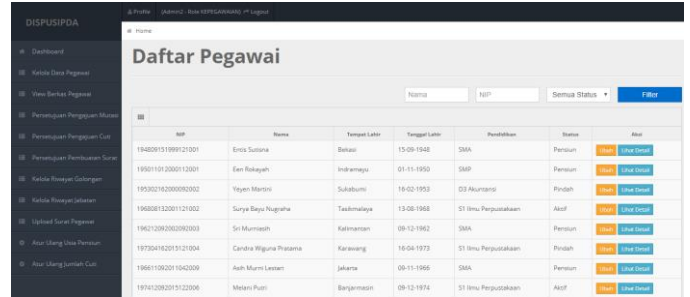 DISPUSIPDA
Profile (Admin2 - Role KEPEGAWAIAN) Logout
Home
Dashboard
Kelola Data Pegawai
View Berkas Pegawai
Persetujuan Pengajuan Mutasi
Persetujuan Pengajuan Cuti
Persetujuan Pembuatan Surat
Kelola Riwayat Golongan
Kelola Riwayat Jabatan
Upload Surat Pegawai
Atur Ulang Usia Pensiun
Atur Ulang Jumlah Cuti
Daftar Pegawai
Nama NIP Semua Status Filter
NIP Nama Tempat Lahir Tanggal Lahir Pendidikan Status Aksi
194809151999121001 Entis Sutisna Bekasi 15-09-1948 SMA Pensiun Ubah Lihat Detail
195011012000112001 Een Rokayah Indramayu 01-11-1950 SMP Pensiun Ubah Lihat Detail
195302162000092002 Yeyen Martini Sukabumi 16-02-1953 D3 Akuntansi Pindah Ubah Lihat Detail
196808132001121002 Surya Bayu Nugraha Tasikmalaya 13-08-1968 S1 Ilmu Perpustakaan Aktif Ubah Lihat Detail
196212092002092003 Sri Murniasih Kalimantan 09-12-1962 SMA Pensiun Ubah Lihat Detail
197304162015121004 Candra Wiguna Pratama Karawang 16-04-1973 S1 Ilmu Perpustakaan Pindah Ubah Lihat Detail
196611092011042009 Asih Murni Lestari Jakarta 09-11-1966 SMA Pensiun Ubah Lihat Detail
197412092015122006 Melani Putri Banjarmasin 09-12-1974 S1 Ilmu Perpustakaan Aktif Ubah Lihat Detail